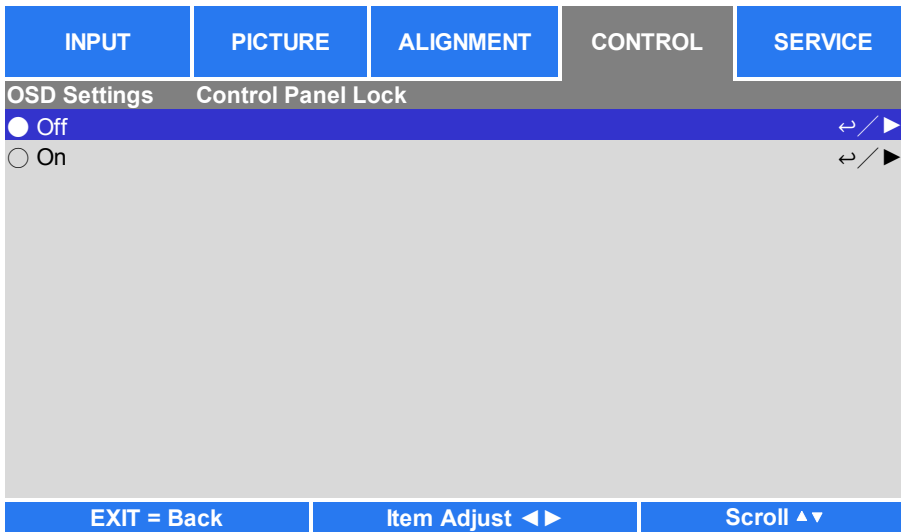 INPUT PICTURE ALIGNMENT CONTROL SERVICE
OSD Settings Control Panel Lock
Off ↩／▶
On ↩／▶
EXIT = Back Item Adjust ◀▶ Scroll ▲▼